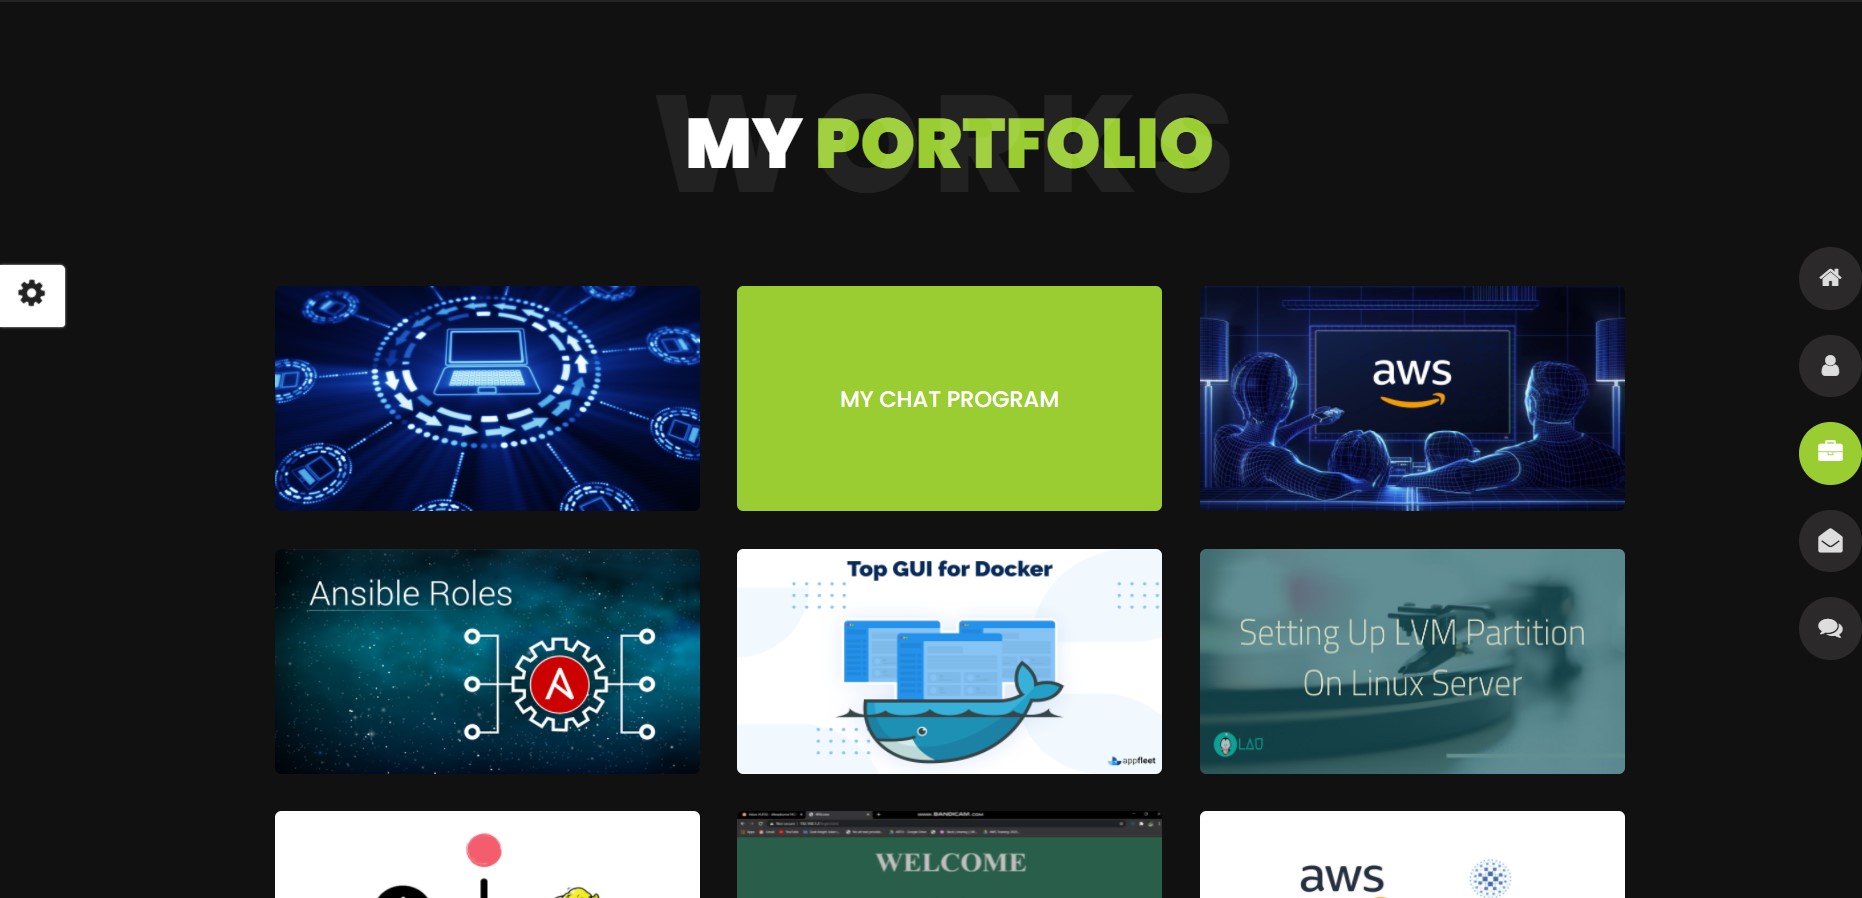 WORKS
MY PORTFOLIO
MY CHAT PROGRAM
aws
Ansible Roles
Top GUI for Docker
appfleet
Setting Up LVM Partition
On Linux Server
LAU
www.BANDICAM.com
WELCOME
aws